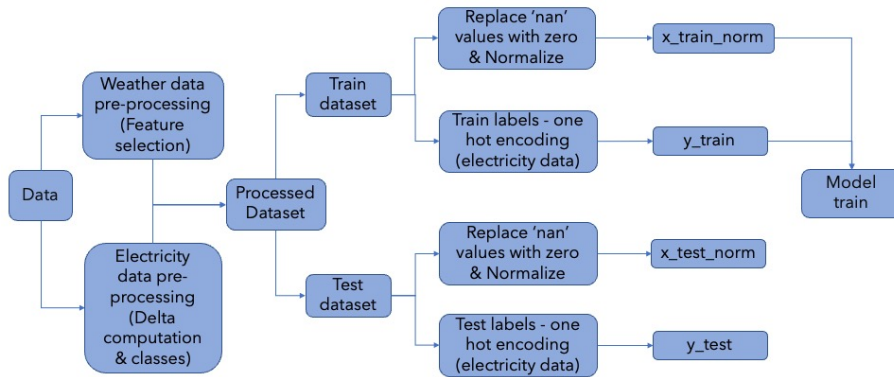 Data
Weather data
pre-processing
(Feature
selection)
Electricity
data pre-
processing
(Delta
computation
& classes)
Processed
Dataset
Train
dataset
Test
dataset
Replace ‘nan’
values with zero
& Normalize
Train labels - one
hot encoding
(electricity data)
Replace ‘nan’
values with zero
& Normalize
Test labels - one
hot encoding
(electricity data)
x_train_norm
y_train
x_test_norm
y_test
Model
train